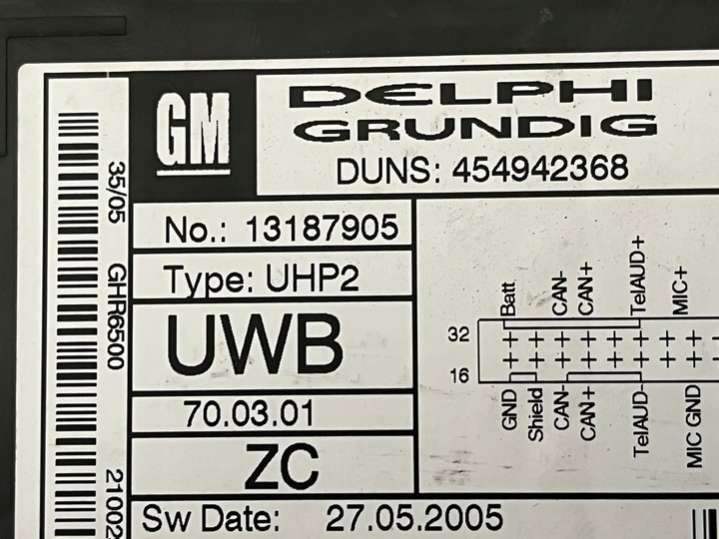 GM
DELPHI
GRUNDIG
DUNS: 454942368
No.: 13187905
Type: UHP2
UWB
70.03.01
ZC
Sw Date: 27.05.2005
35/05 GHR6500 21002
Batt CAN- CAN+ TelAUD+ MIC+
32
16
GND Shield CAN- CAN+ TelAUD- MIC GND